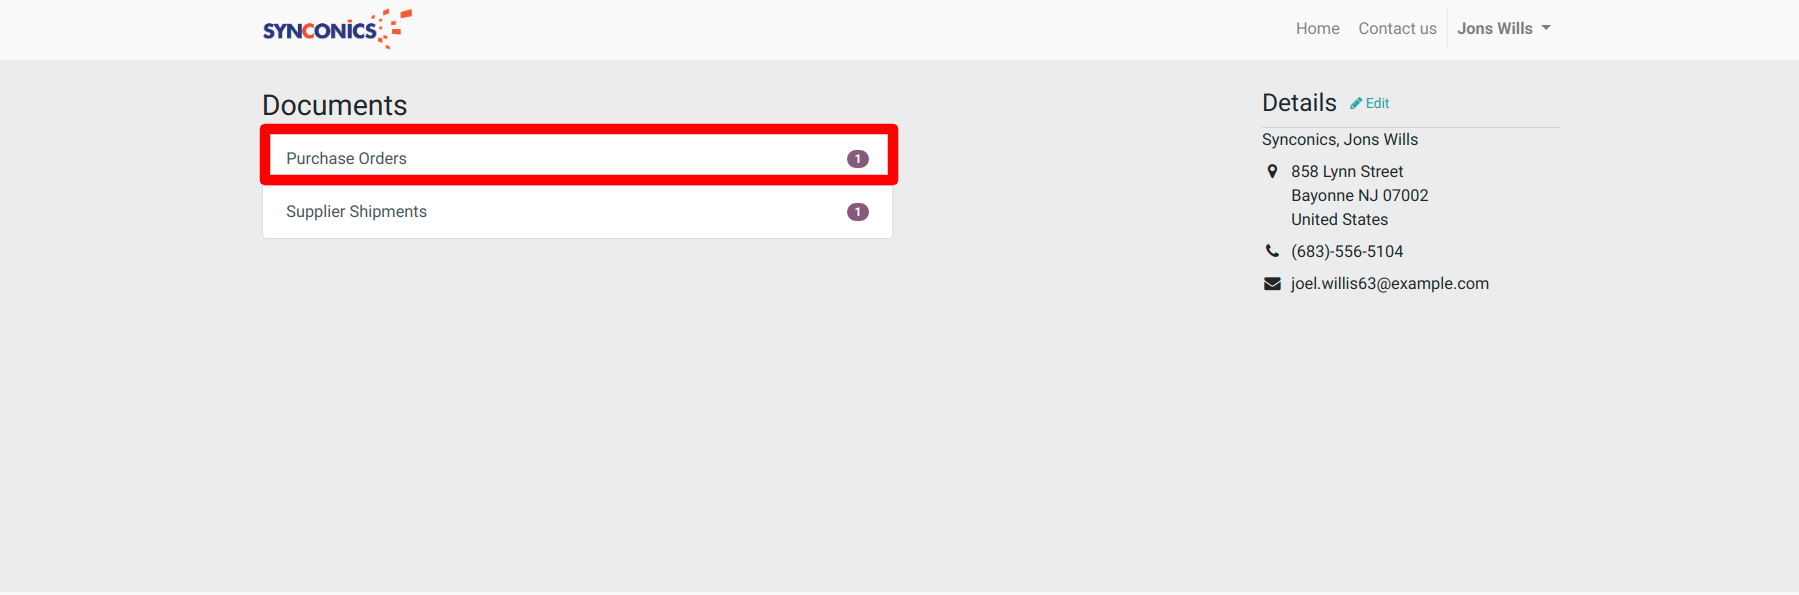 SYNCONICS
Home
Contact us
Jons Wills
Documents
Purchase Orders
1
Supplier Shipments
1
Details
Edit
Synconics, Jons Wills
858 Lynn Street
Bayonne NJ 07002
United States
(683)-556-5104
joel.willis63@example.com